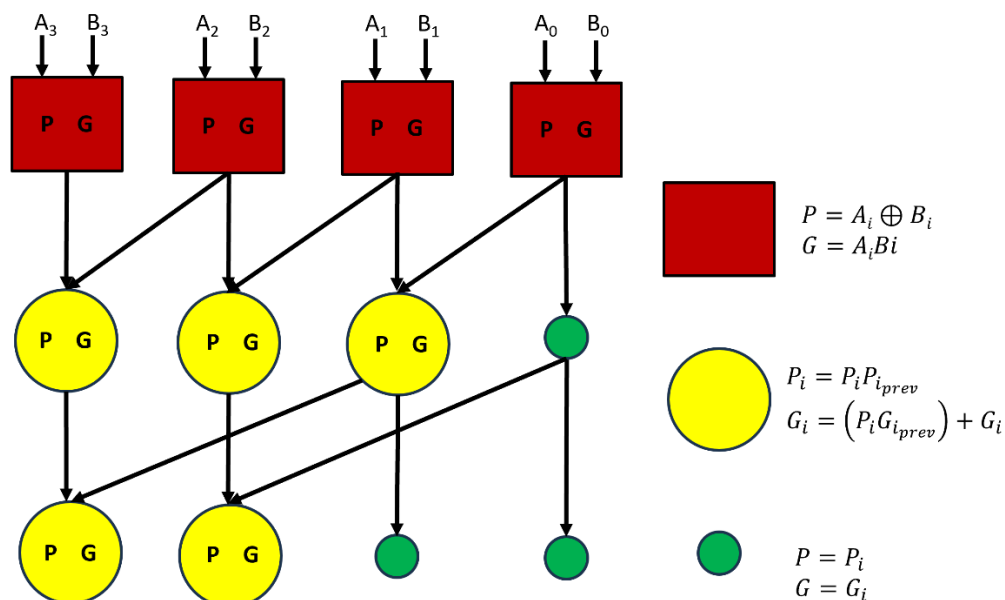 A₃ B₃ A₂ B₂ A₁ B₁ A₀ B₀
P G P G P G P G
P = Aᵢ ⊕ Bᵢ
G = AᵢBi
P G P G P G
Pᵢ = PᵢPᵢₚᵣₑᵥ
Gᵢ = (PᵢGᵢₚᵣₑᵥ) + Gᵢ
P G P G
P = Pᵢ
G = Gᵢ